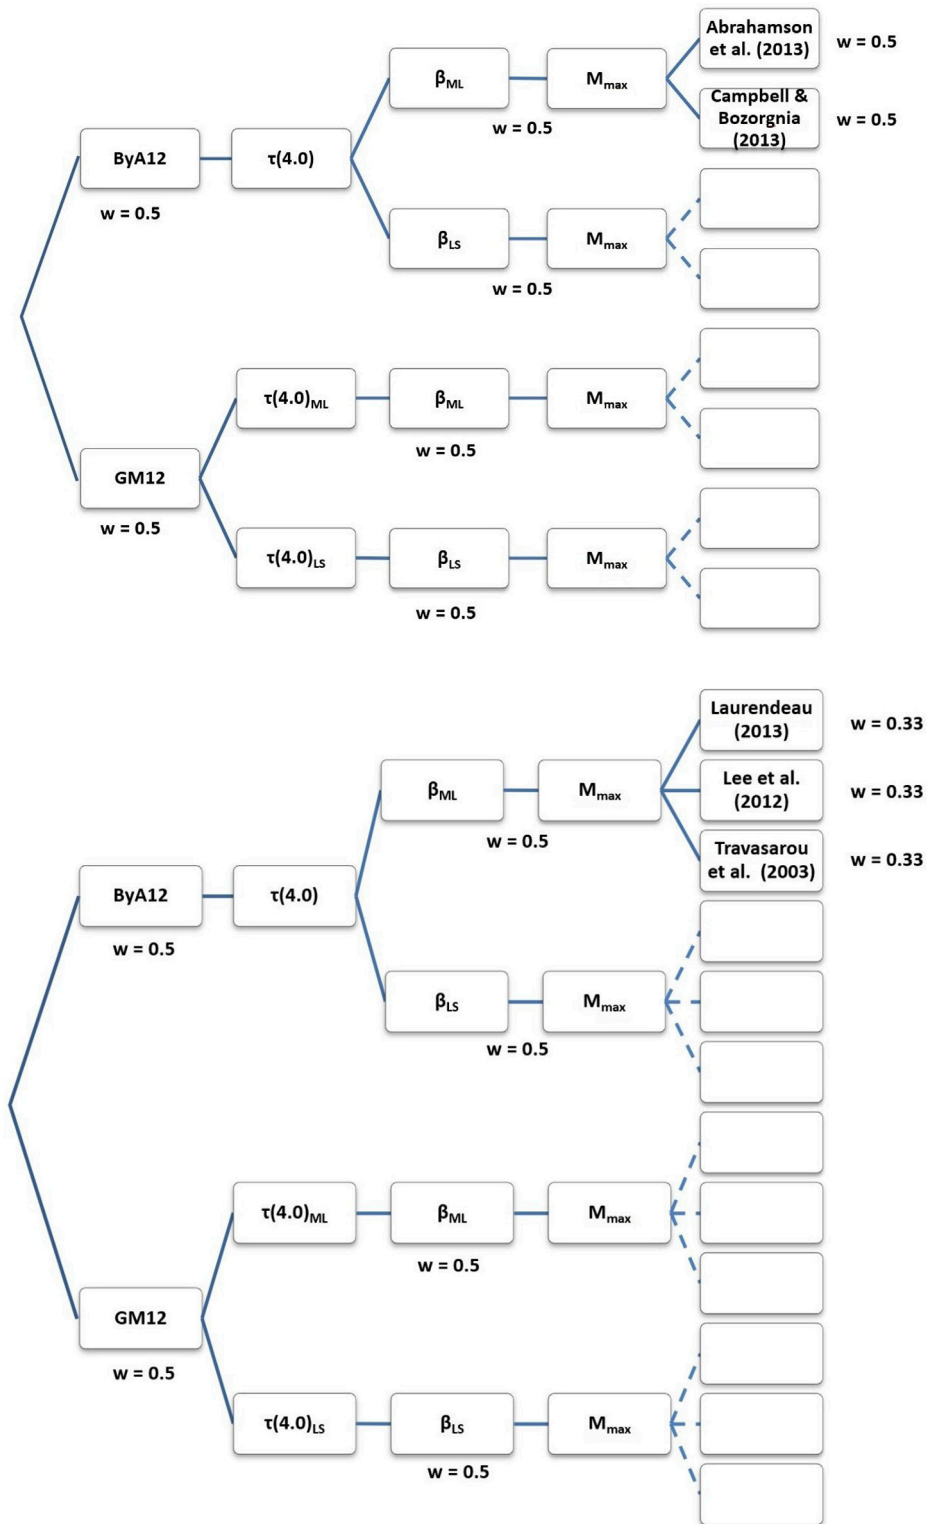 Abrahamson
et al. (2013)
w = 0.5
βML
Mmax
w = 0.5
Campbell &
Bozorgnia
(2013)
w = 0.5
ByA12
τ(4.0)
w = 0.5
βLS
Mmax
w = 0.5
τ(4.0)ML
βML
Mmax
w = 0.5
GM12
w = 0.5
τ(4.0)LS
βLS
Mmax
w = 0.5
Laurendeau
(2013)
w = 0.33
βML
Mmax
w = 0.5
Lee et al.
(2012)
w = 0.33
Travasarou
et al. (2003)
w = 0.33
ByA12
τ(4.0)
w = 0.5
βLS
Mmax
w = 0.5
τ(4.0)ML
βML
Mmax
w = 0.5
GM12
w = 0.5
τ(4.0)LS
βLS
Mmax
w = 0.5